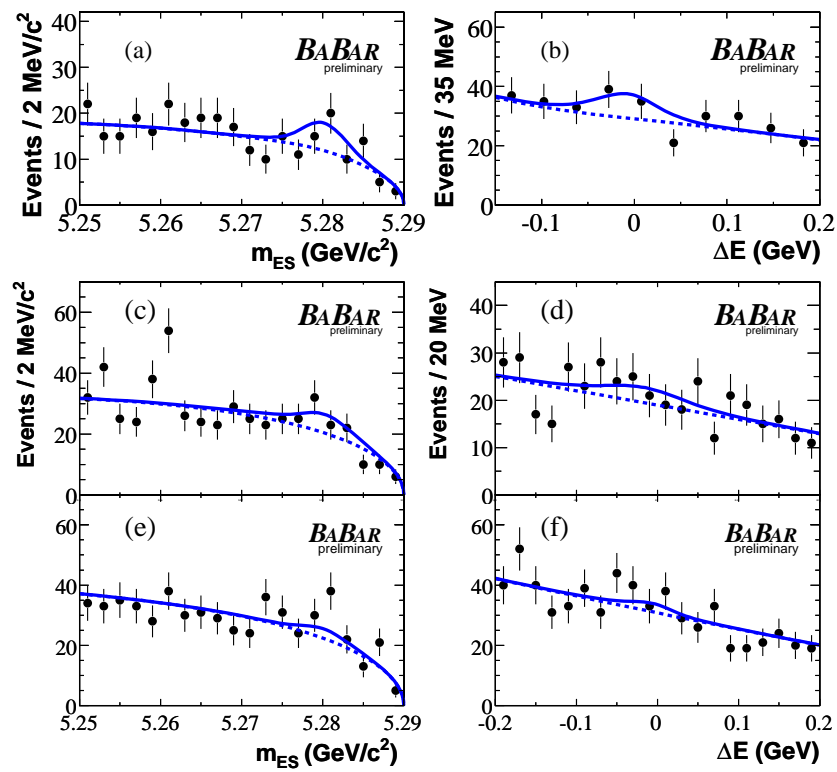 Events / 2 MeV/c²
40
30
20
10
0
(a)
BABAR
preliminary
5.25
5.26
5.27
5.28
5.29
m_ES (GeV/c²)
Events / 35 MeV
60
40
20
0
(b)
BABAR
preliminary
-0.1
0
0.1
0.2
ΔE (GeV)
Events / 2 MeV/c²
60
40
20
0
(c)
BABAR
preliminary
Events / 20 MeV
40
30
20
10
0
(d)
BABAR
preliminary
60
40
20
0
(e)
BABAR
preliminary
5.25
5.26
5.27
5.28
5.29
m_ES (GeV/c²)
60
40
20
0
(f)
BABAR
preliminary
-0.2
-0.1
0
0.1
0.2
ΔE (GeV)